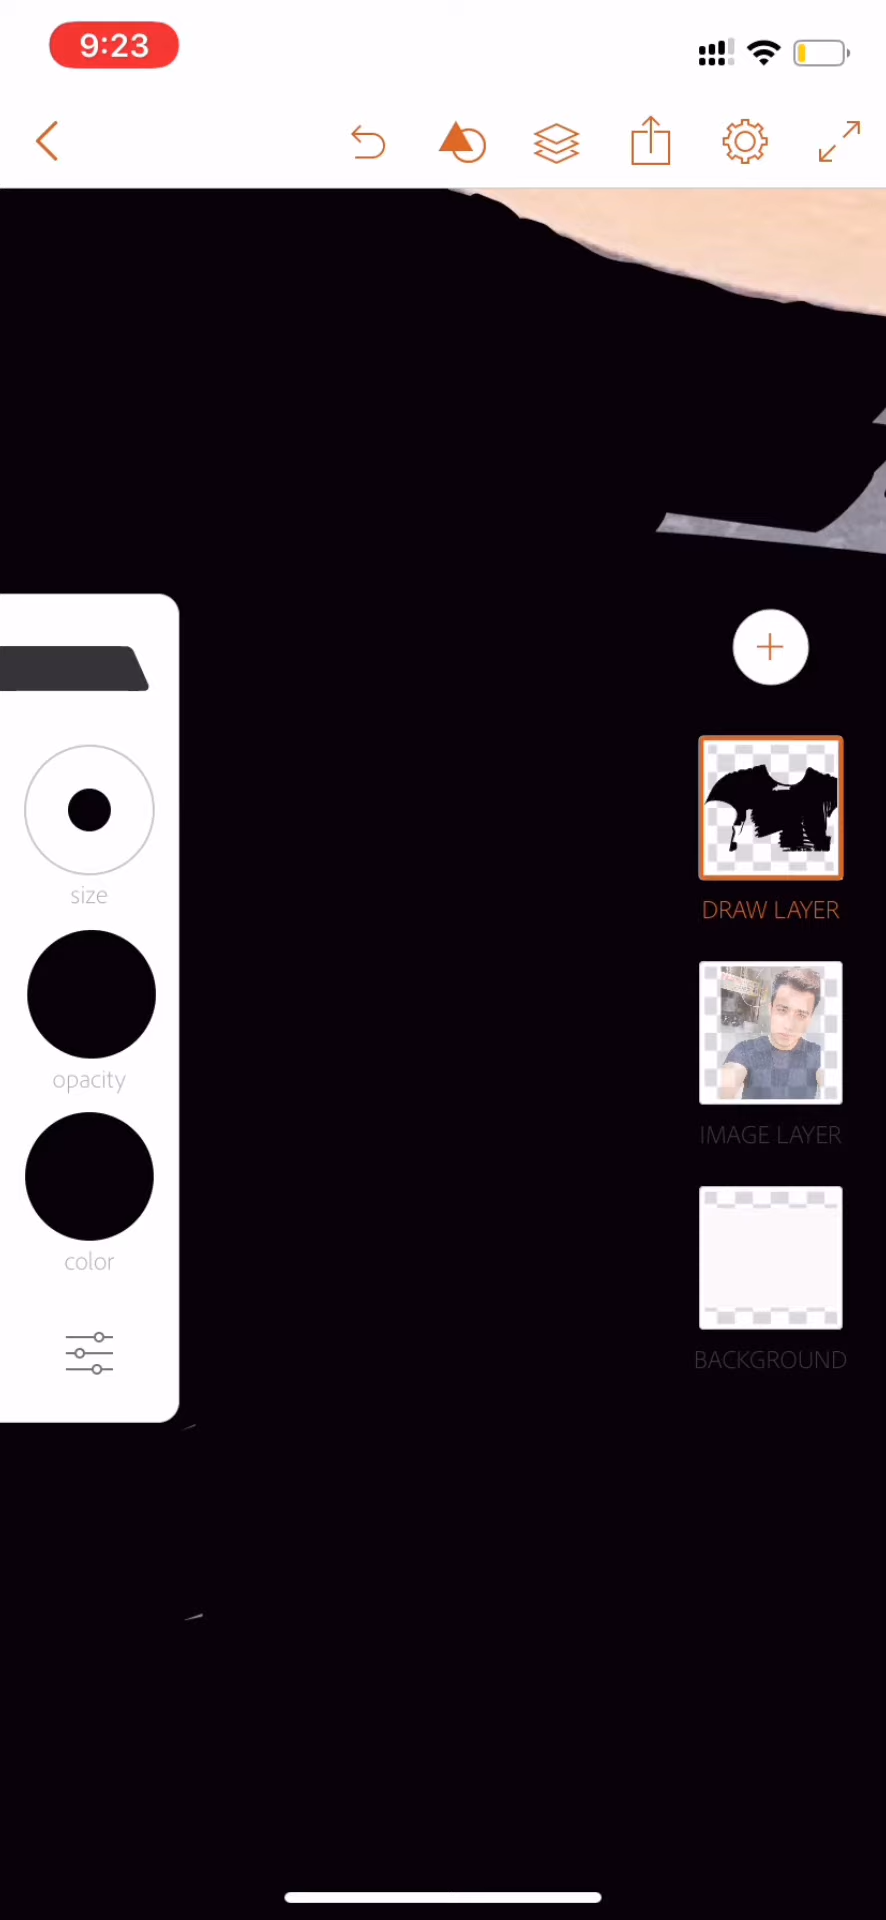 9:23
size
opacity
color
DRAW LAYER
IMAGE LAYER
BACKGROUND